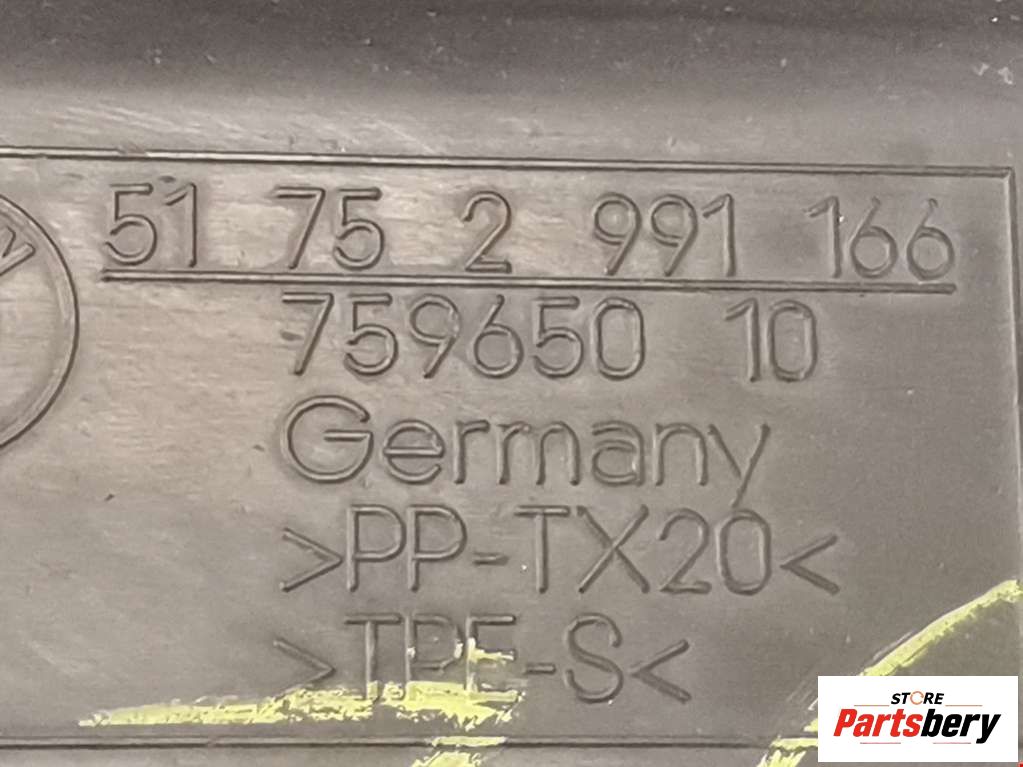 51 75 2 991 166
759650 10
Germany
>PP-TX20<
>TPE-S<
STORE
Partsbery